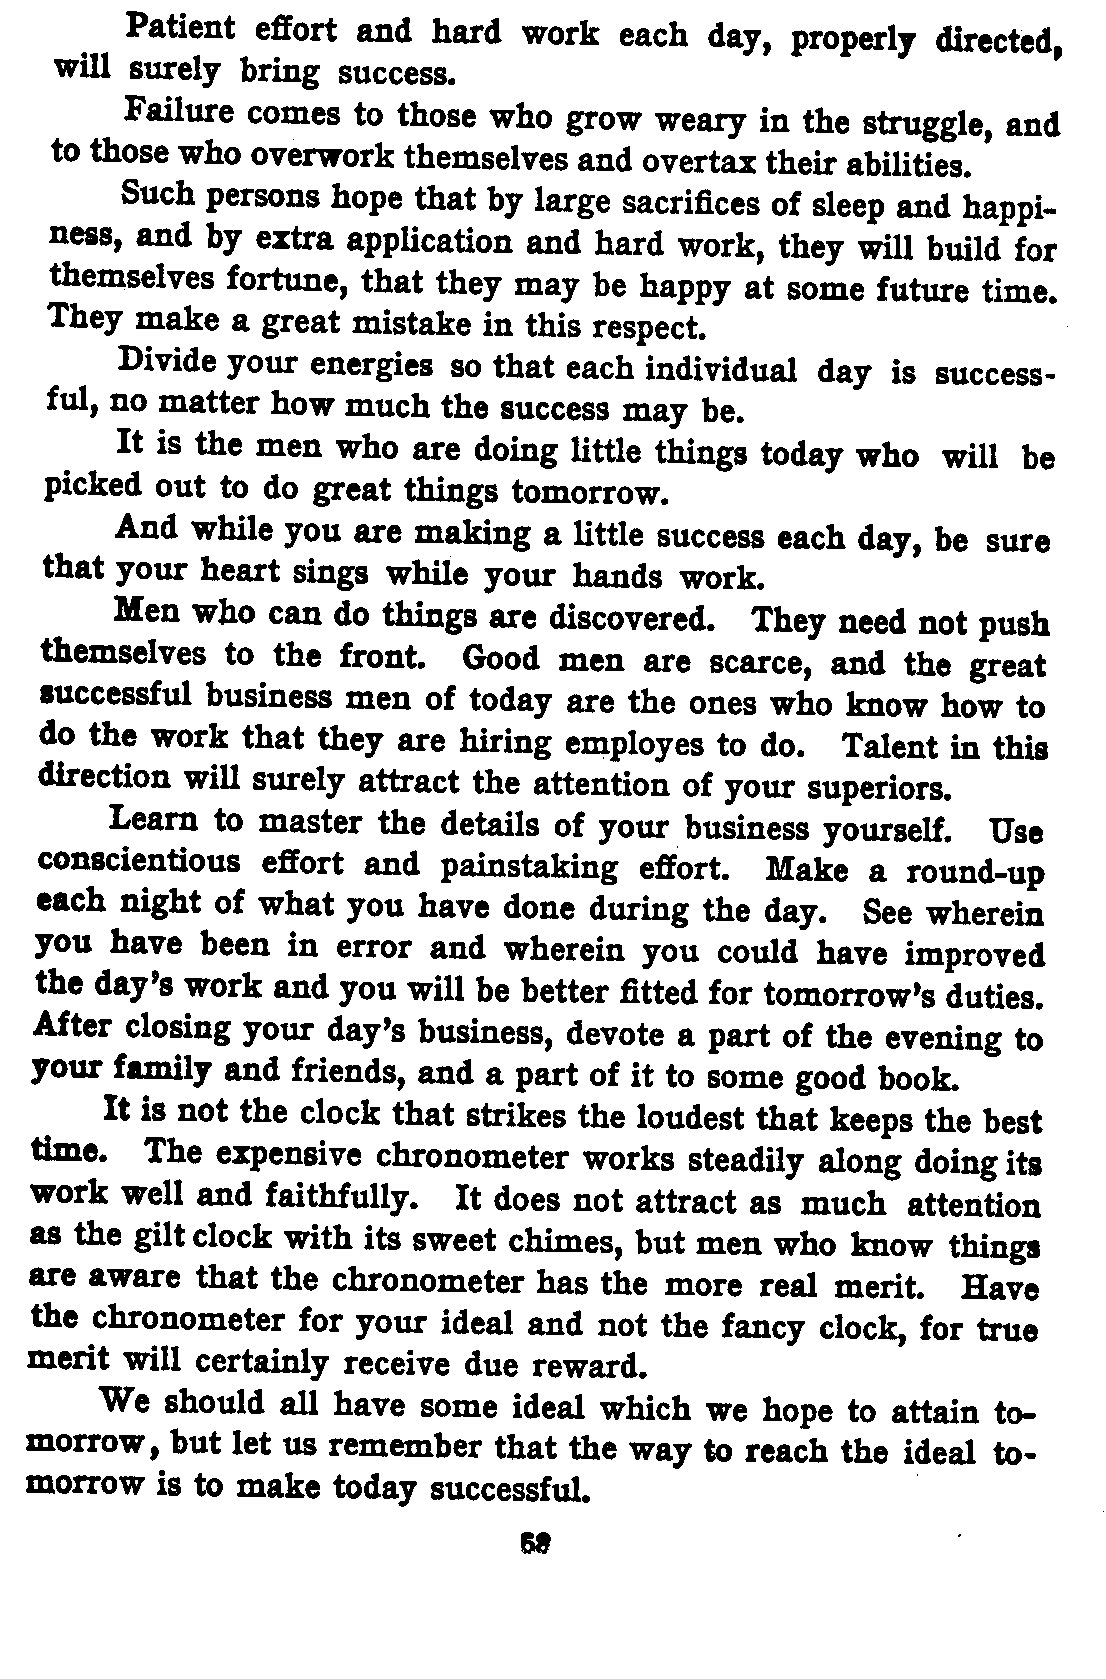 Patient effort and hard work each day, properly directed,
will surely bring success.
Failure comes to those who grow weary in the struggle, and
to those who overwork themselves and overtax their abilities.
Such persons hope that by large sacrifices of sleep and happi-
ness, and by extra application and hard work, they will build for
themselves fortune, that they may be happy at some future time.
They make a great mistake in this respect.
Divide your energies so that each individual day is success-
ful, no matter how much the success may be.
It is the men who are doing little things today who will be
picked out to do great things tomorrow.
And while you are making a little success each day, be sure
that your heart sings while your hands work.
Men who can do things are discovered. They need not push
themselves to the front. Good men are scarce, and the great
successful business men of today are the ones who know how to
do the work that they are hiring employes to do. Talent in this
direction will surely attract the attention of your superiors.
Learn to master the details of your business yourself. Use
conscientious effort and painstaking effort. Make a round-up
each night of what you have done during the day. See wherein
you have been in error and wherein you could have improved
the day's work and you will be better fitted for tomorrow's duties.
After closing your day's business, devote a part of the evening to
your family and friends, and a part of it to some good book.
It is not the clock that strikes the loudest that keeps the best
time. The expensive chronometer works steadily along doing its
work well and faithfully. It does not attract as much attention
as the gilt clock with its sweet chimes, but men who know things
are aware that the chronometer has the more real merit. Have
the chronometer for your ideal and not the fancy clock, for true
merit will certainly receive due reward.
We should all have some ideal which we hope to attain to-
morrow, but let us remember that the way to reach the ideal to-
morrow is to make today successful.